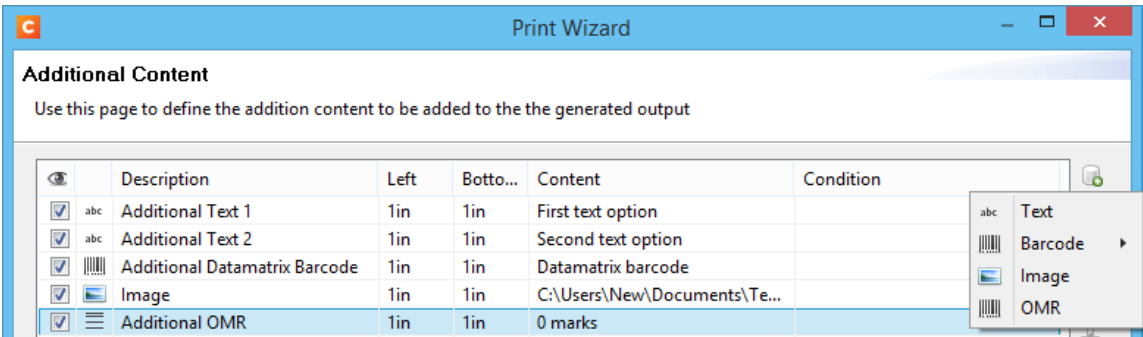 C Print Wizard
Additional Content
Use this page to define the addition content to be added to the the generated output
Description Left Botto... Content Condition
abc Additional Text 1 1in 1in First text option
abc Additional Text 2 1in 1in Second text option
Additional Datamatrix Barcode 1in 1in Datamatrix barcode
Image 1in 1in C:\Users\New\Documents\Te...
Additional OMR 1in 1in 0 marks
abc Text
Barcode
Image
OMR